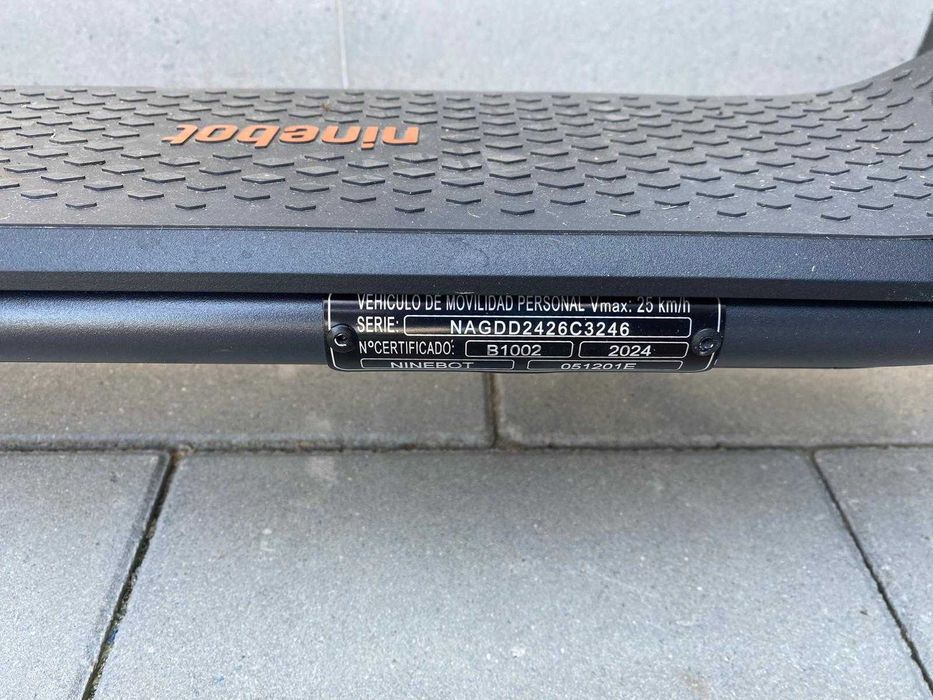 ninebot
VEHICULO DE MOVILIDAD PERSONAL Vmax: 25 km/h
SERIE: NAGDD2426C3246
NºCERTIFICADO: B1002 2024
NINEBOT 051201E